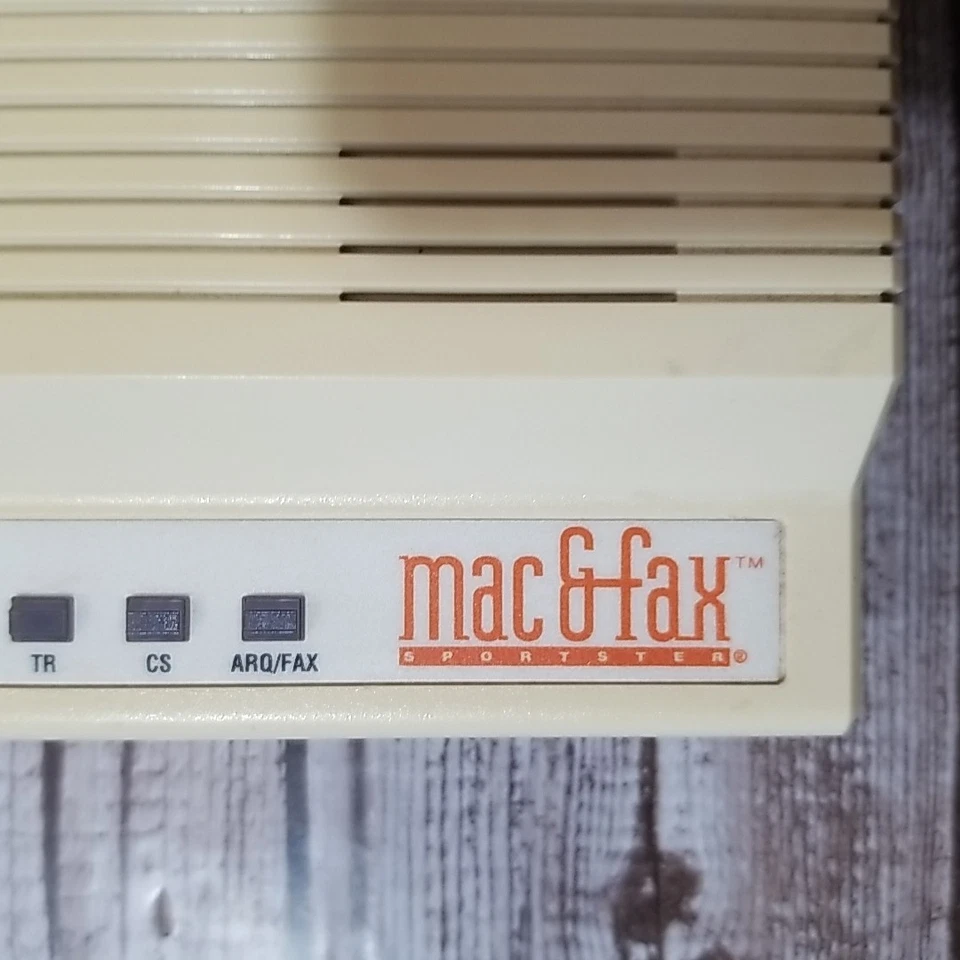 mac&fax™
SPORTSTER®
TR CS ARQ/FAX